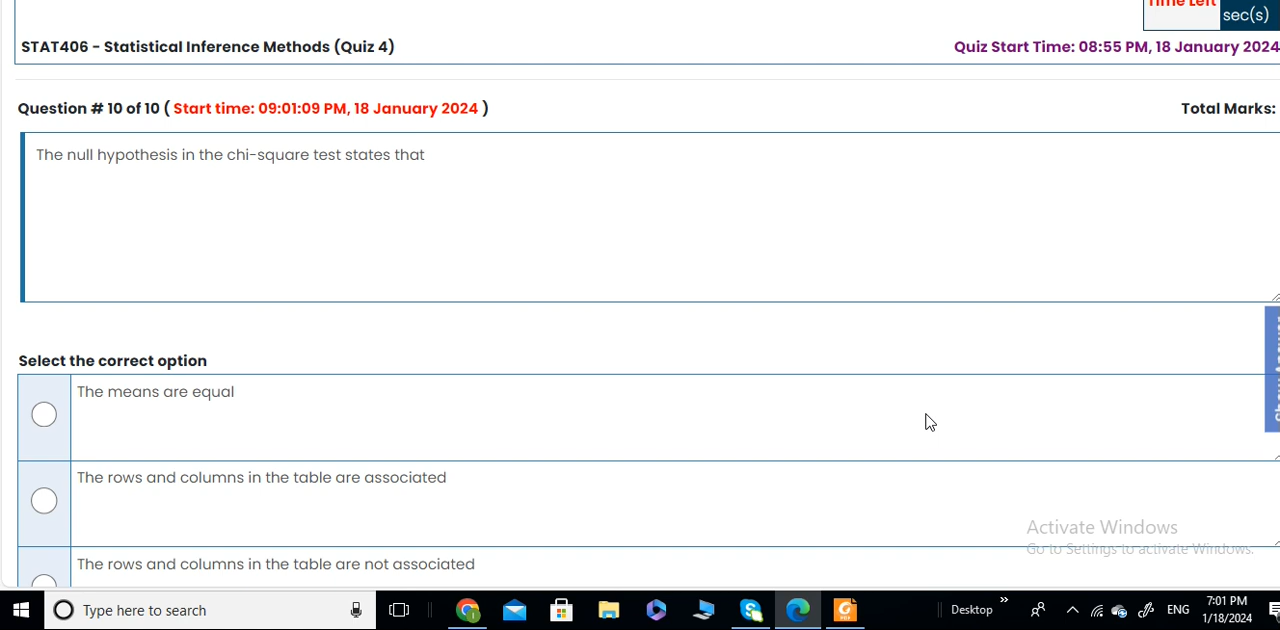 Time Left
sec(s)
STAT406 - Statistical Inference Methods (Quiz 4)
Quiz Start Time: 08:55 PM, 18 January 2024
Question # 10 of 10 ( Start time: 09:01:09 PM, 18 January 2024 )
Total Marks:
The null hypothesis in the chi-square test states that
Select the correct option
The means are equal
The rows and columns in the table are associated
Activate Windows
Go to Settings to activate Windows.
The rows and columns in the table are not associated
Type here to search
Desktop
ENG
7:01 PM
1/18/2024